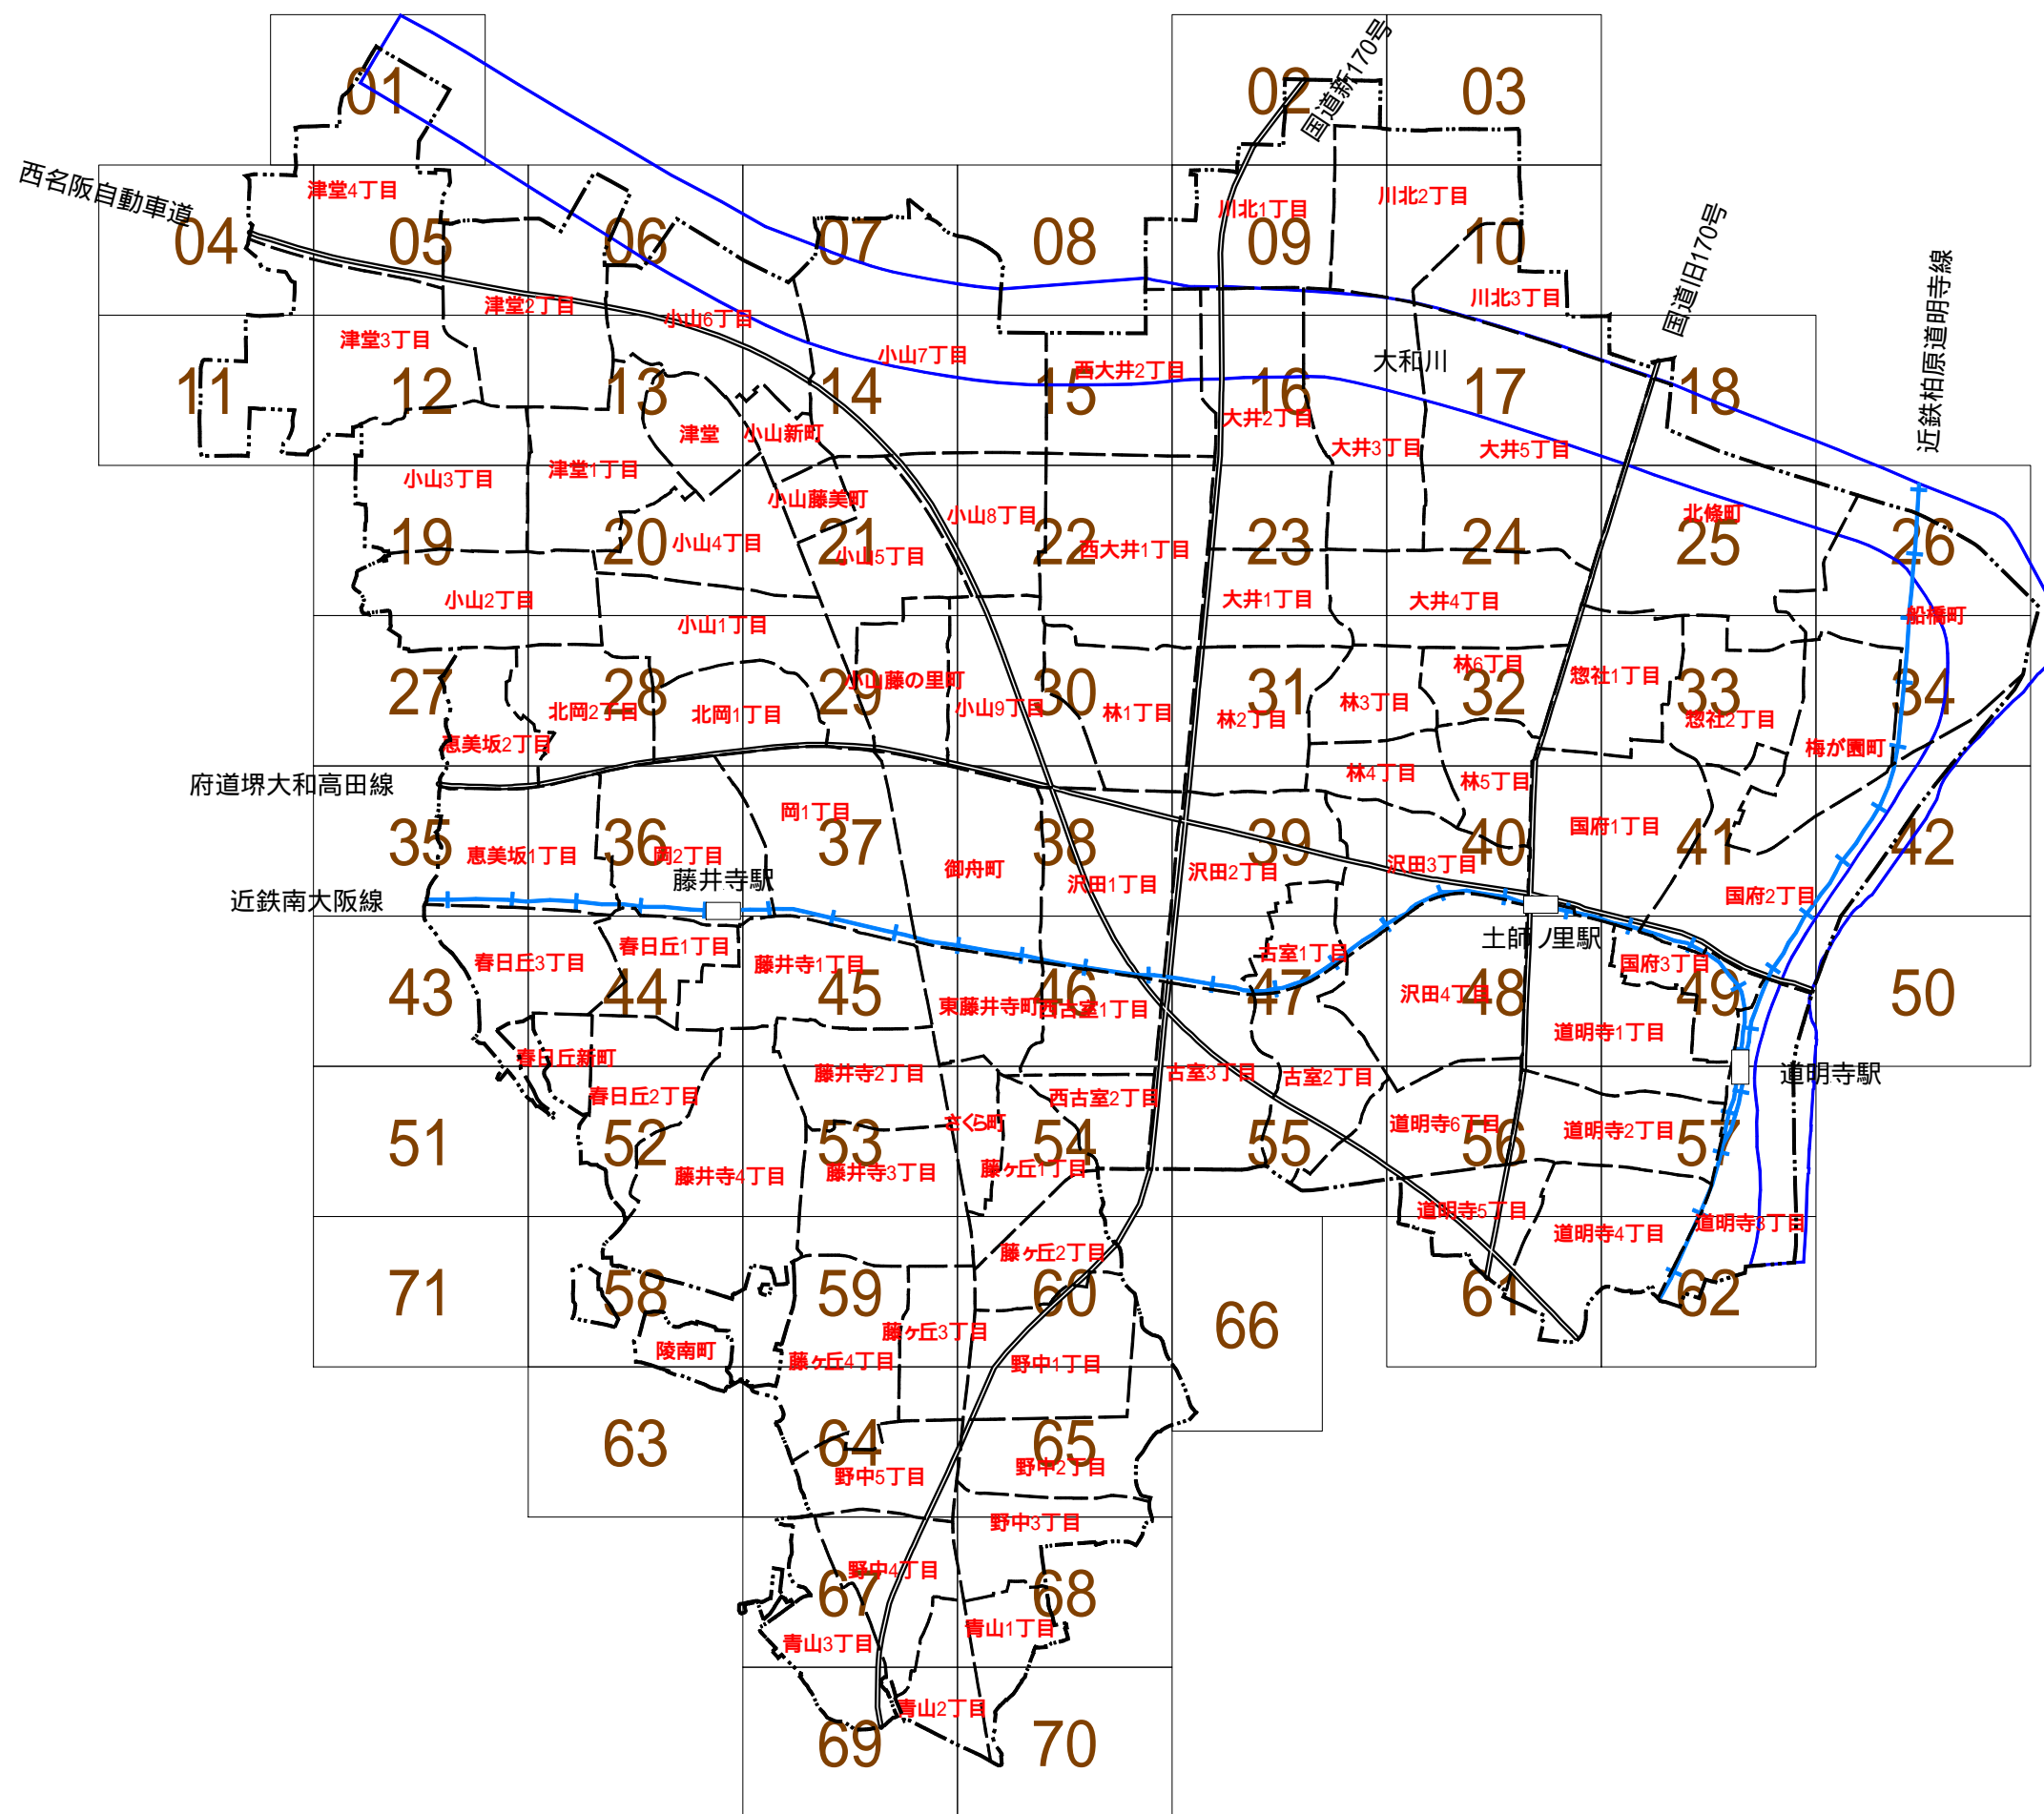 01
02
03
国道新170号
西名阪自動車道
津堂4丁目
川北1丁目
川北2丁目
04
05
06
07
08
09
10
国道旧170号
近鉄柏原道明寺線
津堂2丁目
小山6丁目
川北3丁目
津堂3丁目
小山7丁目
西大井2丁目
大和川
11
12
13
14
15
16
17
18
津堂
小山新町
大井2丁目
大井3丁目
大井5丁目
小山3丁目
津堂1丁目
小山藤美町
小山8丁目
北條町
19
20
21
22
23
24
25
26
小山4丁目
小山5丁目
西大井1丁目
小山2丁目
小山1丁目
大井1丁目
大井4丁目
船橋町
27
28
29
30
31
32
33
34
小山藤の里町
林6丁目
惣社1丁目
北岡2丁目
北岡1丁目
小山9丁目
林1丁目
林2丁目
林3丁目
惣社2丁目
恵美坂2丁目
梅が園町
府道堺大和高田線
林4丁目
林5丁目
岡1丁目
国府1丁目
35
36
37
38
39
40
41
42
恵美坂1丁目
岡2丁目
御舟町
沢田1丁目
沢田2丁目
沢田3丁目
藤井寺駅
国府2丁目
近鉄南大阪線
土師ノ里駅
春日丘3丁目
春日丘1丁目
藤井寺1丁目
古室1丁目
国府3丁目
43
44
45
46
47
48
49
50
東藤井寺町
西古室1丁目
沢田4丁目
道明寺1丁目
春日丘新町
藤井寺2丁目
古室3丁目
古室2丁目
道明寺駅
春日丘2丁目
西古室2丁目
さくら町
道明寺6丁目
道明寺2丁目
51
52
53
54
55
56
57
藤井寺4丁目
藤井寺3丁目
藤ヶ丘1丁目
道明寺5丁目
道明寺4丁目
道明寺3丁目
藤ヶ丘2丁目
71
58
59
60
66
61
62
陵南町
藤ヶ丘3丁目
藤ヶ丘4丁目
野中1丁目
63
64
65
野中5丁目
野中2丁目
野中3丁目
野中4丁目
67
68
青山3丁目
青山1丁目
青山2丁目
69
70